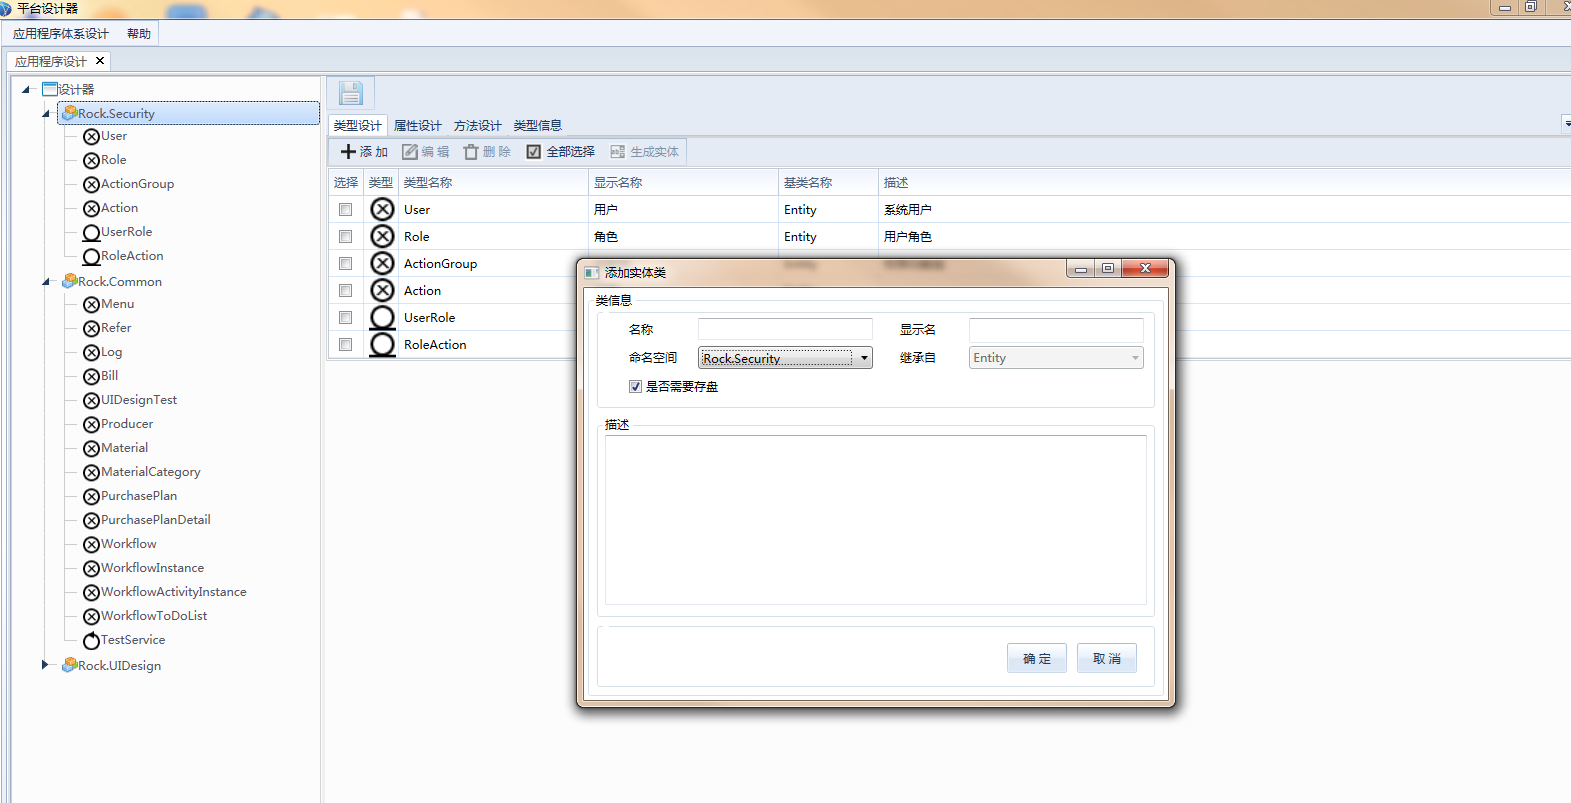 平台设计器
应用程序体系设计 帮助
应用程序设计
设计器
Rock.Security
User
Role
ActionGroup
Action
UserRole
RoleAction
Rock.Common
Menu
Refer
Log
Bill
UIDesignTest
Producer
Material
MaterialCategory
PurchasePlan
PurchasePlanDetail
Workflow
WorkflowInstance
WorkflowActivityInstance
WorkflowToDoList
TestService
Rock.UIDesign
类型设计 属性设计 方法设计 类型信息
添 加 编 辑 删 除 全部选择 生成实体
选择 类型 类型名称 显示名称 基类名称 描述
User 用户 Entity 系统用户
Role 角色 Entity 用户角色
ActionGroup
Action
UserRole
RoleAction
添加实体类
类信息
名称 显示名
命名空间 Rock.Security 继承自 Entity
是否需要存盘
描述
确 定 取 消